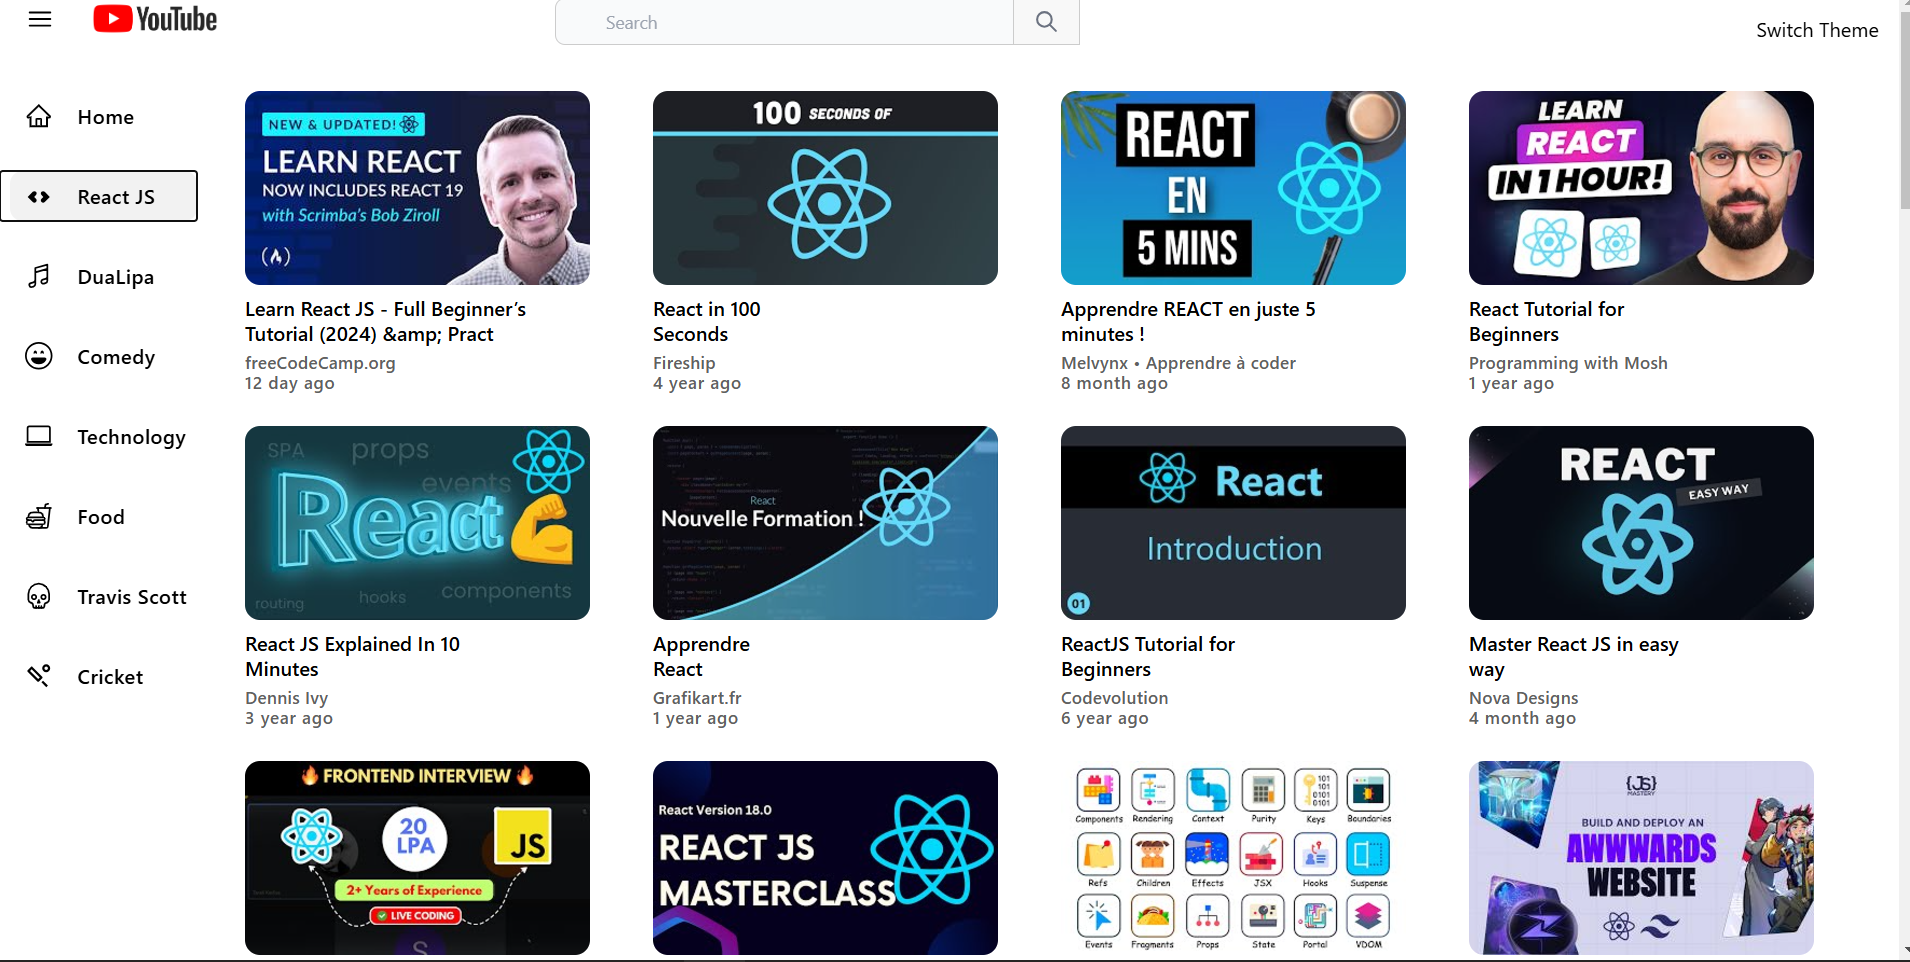 YouTube
Search
Switch Theme
Home
React JS
DuaLipa
Comedy
Technology
Food
Travis Scott
Cricket
NEW & UPDATED!
LEARN REACT
NOW INCLUDES REACT 19
with Scrimba's Bob Ziroll
Learn React JS - Full Beginner’s
Tutorial (2024) &amp; Pract
freeCodeCamp.org
12 day ago
100 SECONDS OF
React in 100
Seconds
Fireship
4 year ago
REACT
EN
5 MINS
Apprendre REACT en juste 5
minutes !
Melvynx • Apprendre à coder
8 month ago
LEARN
REACT
IN 1 HOUR!
React Tutorial for
Beginners
Programming with Mosh
1 year ago
SPA props
events
React
hooks components
routing
React JS Explained In 10
Minutes
Dennis Ivy
3 year ago
React
Nouvelle Formation !
Apprendre
React
Grafikart.fr
1 year ago
React
Introduction
01
ReactJS Tutorial for
Beginners
Codevolution
6 year ago
REACT
EASY WAY
Master React JS in easy
way
Nova Designs
4 month ago
FRONTEND INTERVIEW
20
LPA
JS
2+ Years of Experience
LIVE CODING
S
React Version 18.0
REACT JS
MASTERCLASS
101
0101
0101
Components Rendering Context Purity Keys Boundaries
Refs Children Effects JSX Hooks Suspense
Events Fragments Props State Portal VDOM
{JS}
MASTERY
BUILD AND DEPLOY AN
AWWWARDS
WEBSITE